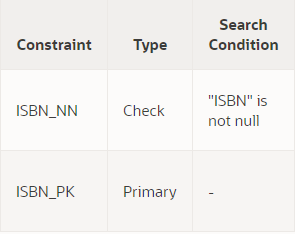 Constraint Type Search Condition
ISBN_NN Check "ISBN" is not null
ISBN_PK Primary -